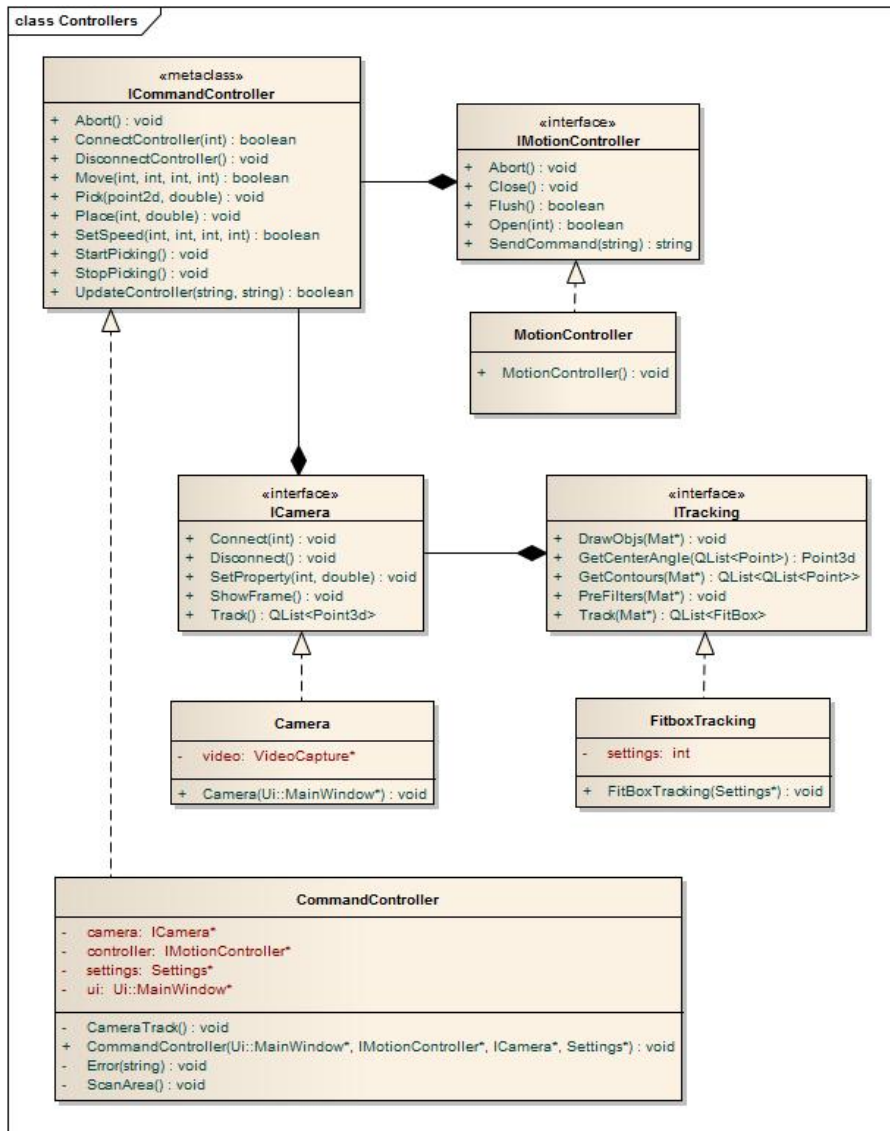 class Controllers
«metaclass»
ICommandController
+ Abort() : void
+ ConnectController(int) : boolean
+ DisconnectController() : void
+ Move(int, int, int, int) : boolean
+ Pick(point2d, double) : void
+ Place(int, double) : void
+ SetSpeed(int, int, int, int) : boolean
+ StartPicking() : void
+ StopPicking() : void
+ UpdateController(string, string) : boolean
«interface»
IMotionController
+ Abort() : void
+ Close() : void
+ Flush() : boolean
+ Open(int) : boolean
+ SendCommand(string) : string
MotionController
+ MotionController() : void
«interface»
ICamera
+ Connect(int) : void
+ Disconnect() : void
+ SetProperty(int, double) : void
+ ShowFrame() : void
+ Track() : QList<Point3d>
«interface»
ITracking
+ DrawObjs(Mat*) : void
+ GetCenterAngle(QList<Point>) : Point3d
+ GetContours(Mat*) : QList<QList<Point>>
+ PreFilters(Mat*) : void
+ Track(Mat*) : QList<FitBox>
Camera
- video: VideoCapture*
+ Camera(Ui::MainWindow*) : void
FitboxTracking
- settings: int
+ FitBoxTracking(Settings*) : void
CommandController
- camera: ICamera*
- controller: IMotionController*
- settings: Settings*
- ui: Ui::MainWindow*
- CameraTrack() : void
+ CommandController(Ui::MainWindow*, IMotionController*, ICamera*, Settings*) : void
- Error(string) : void
- ScanArea() : void